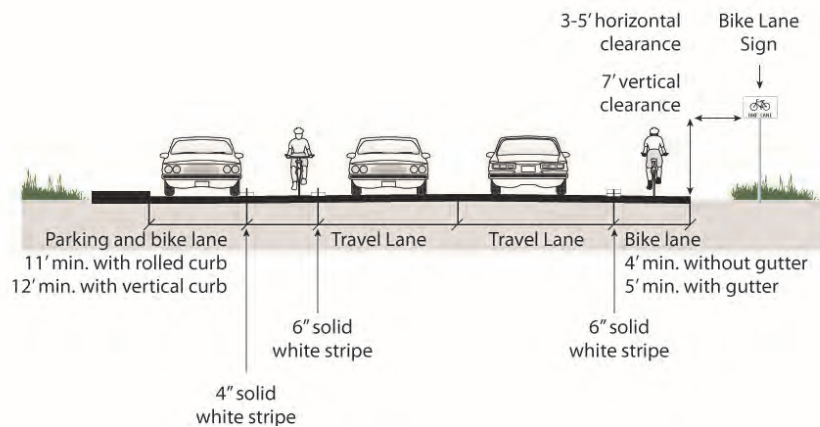 3-5’ horizontal
clearance
Bike Lane
Sign
7’ vertical
clearance
BIKE LANE
Parking and bike lane
11’ min. with rolled curb
12’ min. with vertical curb
Travel Lane
Travel Lane
Bike lane
4’ min. without gutter
5’ min. with gutter
6” solid
white stripe
6” solid
white stripe
4” solid
white stripe